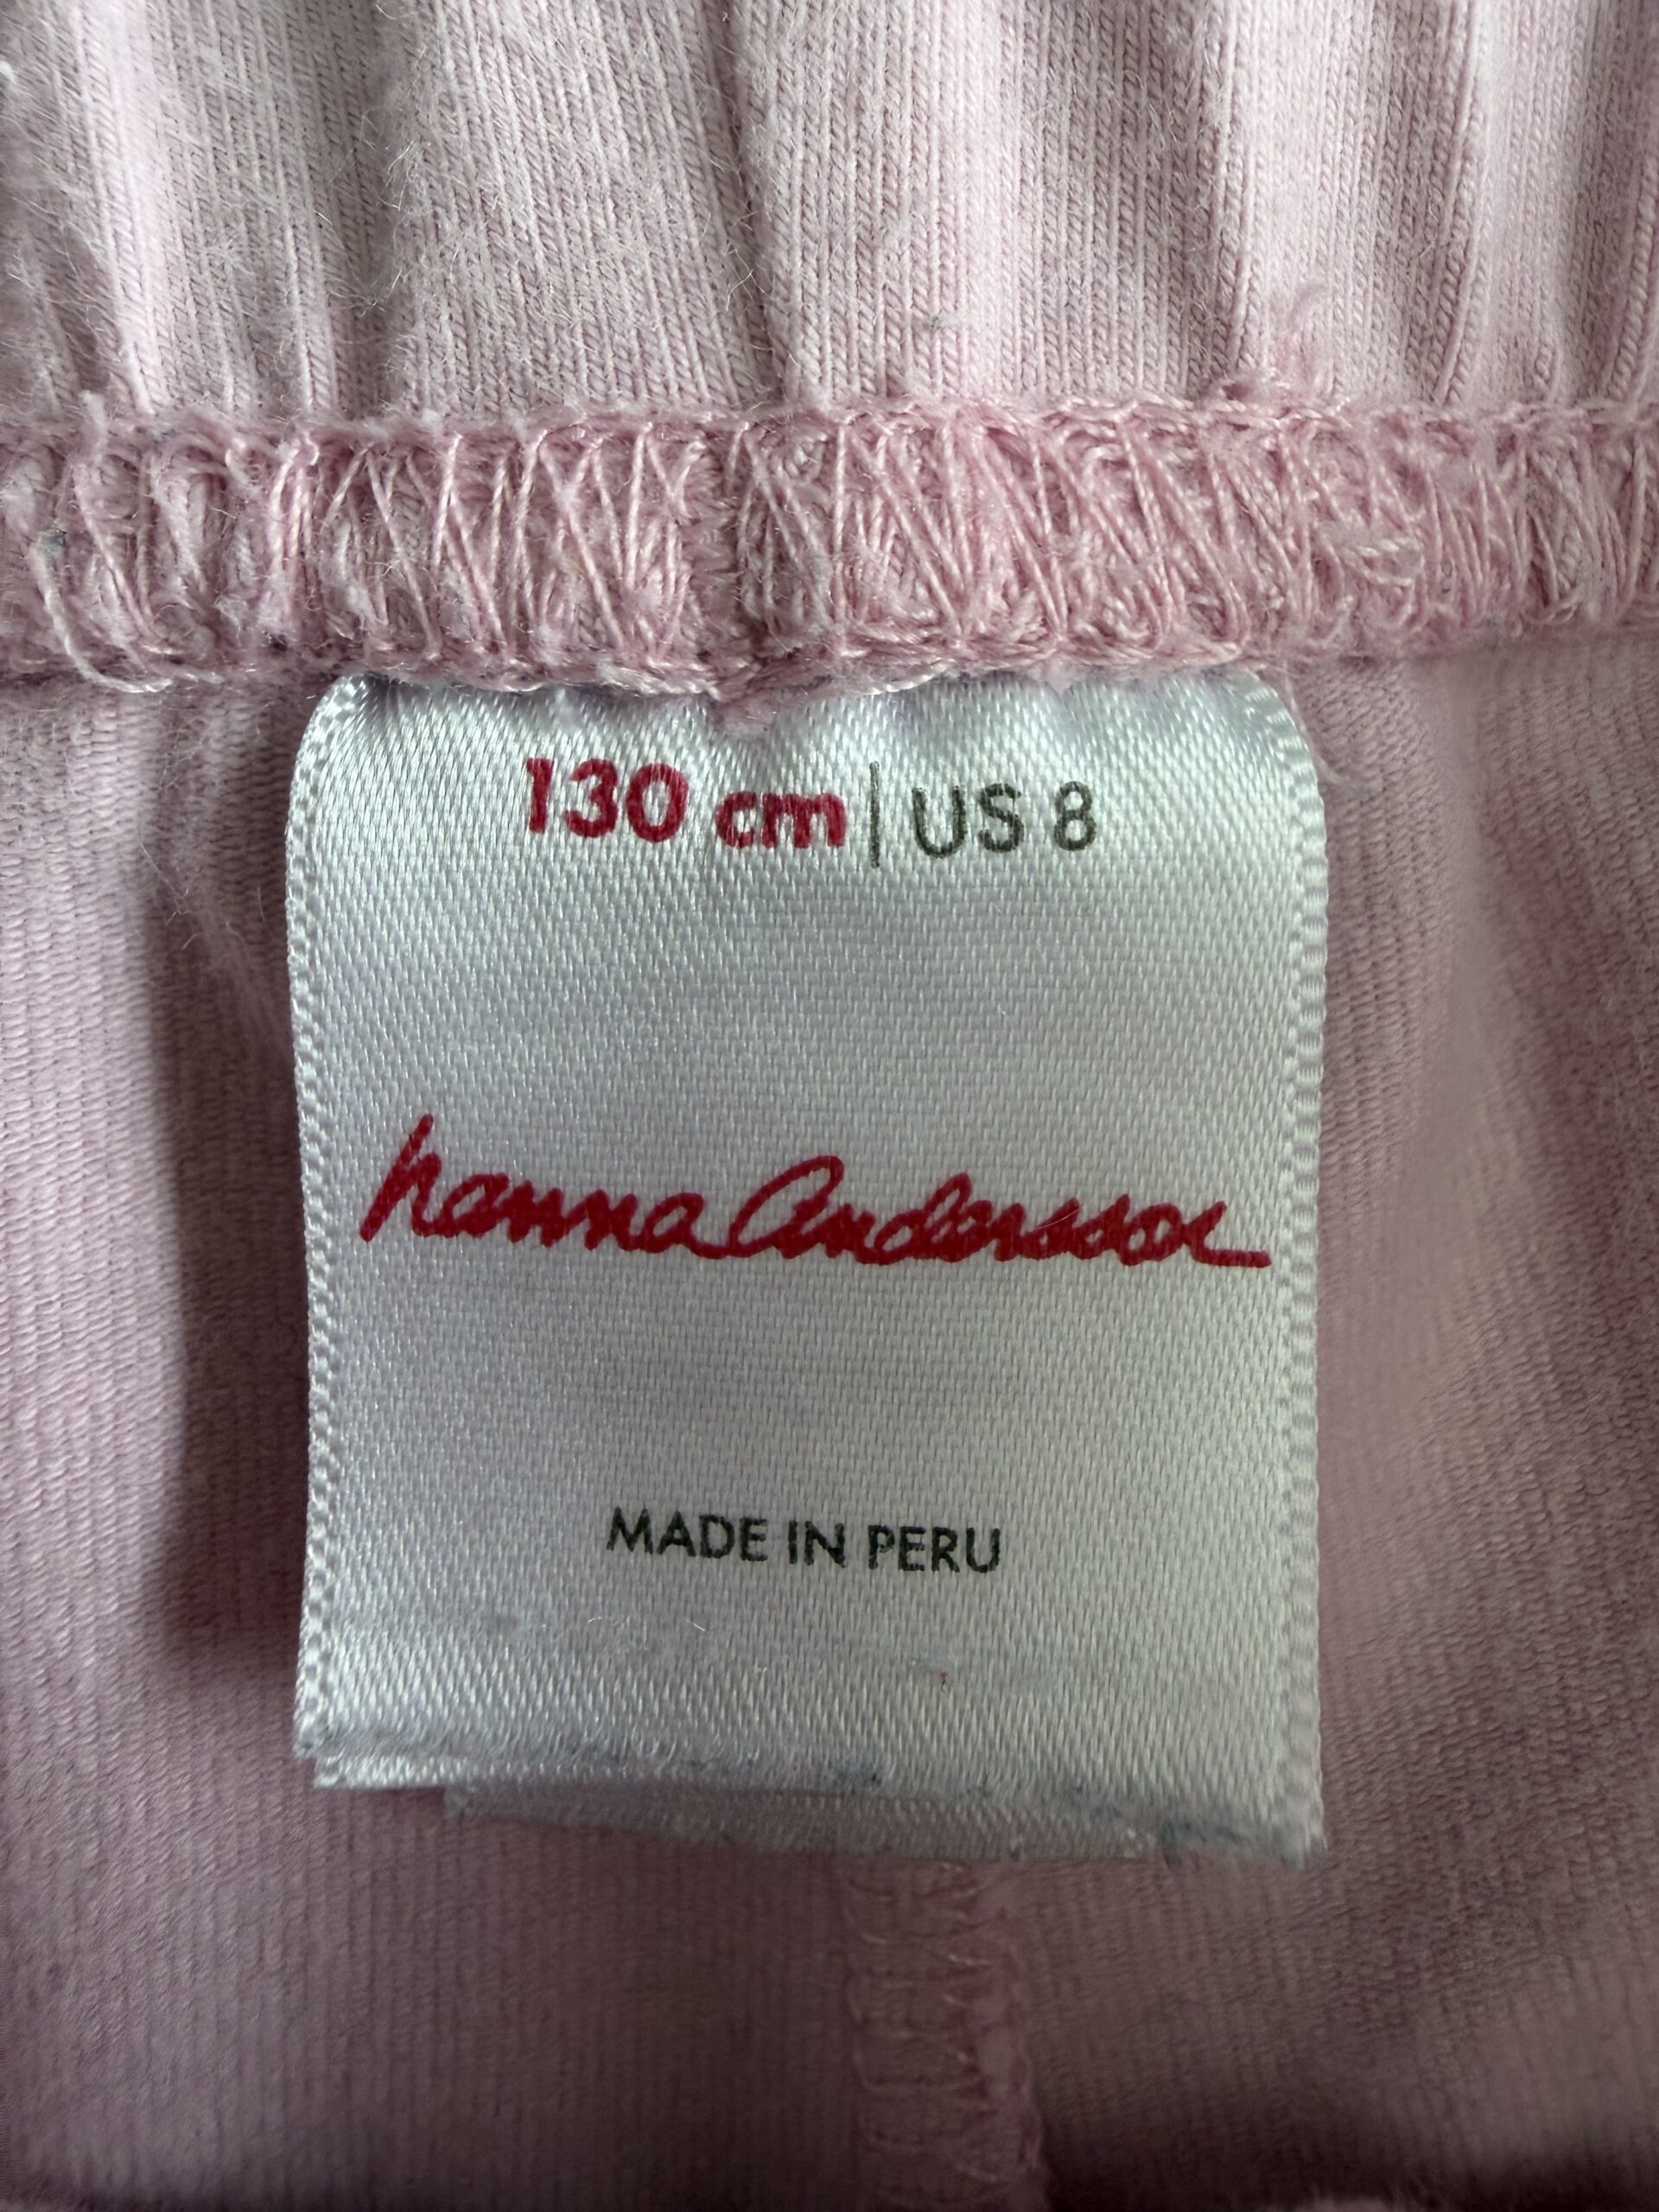 130 cm | US 8
hanna Andersson
MADE IN PERU